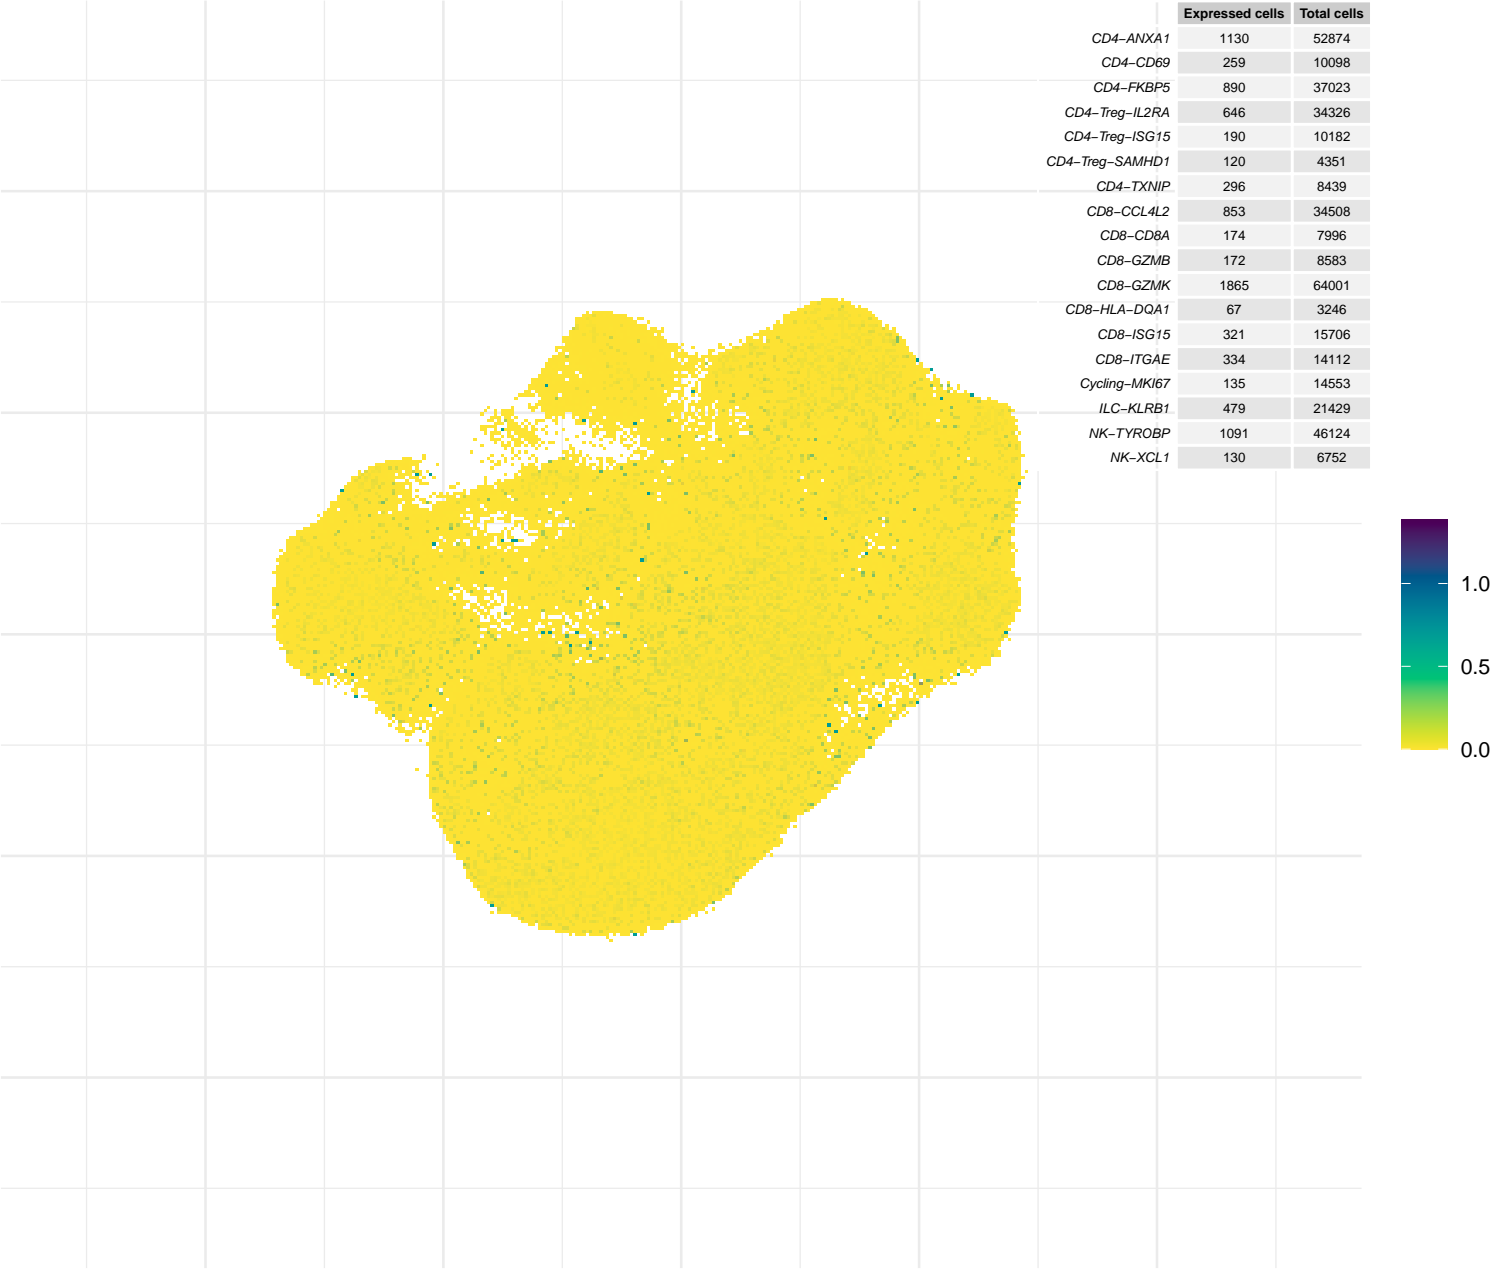 Expressed cells Total cells
CD4−ANXA1 1130 52874
CD4−CD69 259 10098
CD4−FKBP5 890 37023
CD4−Treg−IL2RA 646 34326
CD4−Treg−ISG15 190 10182
CD4−Treg−SAMHD1 120 4351
CD4−TXNIP 296 8439
CD8−CCL4L2 853 34508
CD8−CD8A 174 7996
CD8−GZMB 172 8583
CD8−GZMK 1865 64001
CD8−HLA−DQA1 67 3246
CD8−ISG15 321 15706
CD8−ITGAE 334 14112
Cycling−MKI67 135 14553
ILC−KLRB1 479 21429
NK−TYROBP 1091 46124
NK−XCL1 130 6752
1.0
0.5
0.0